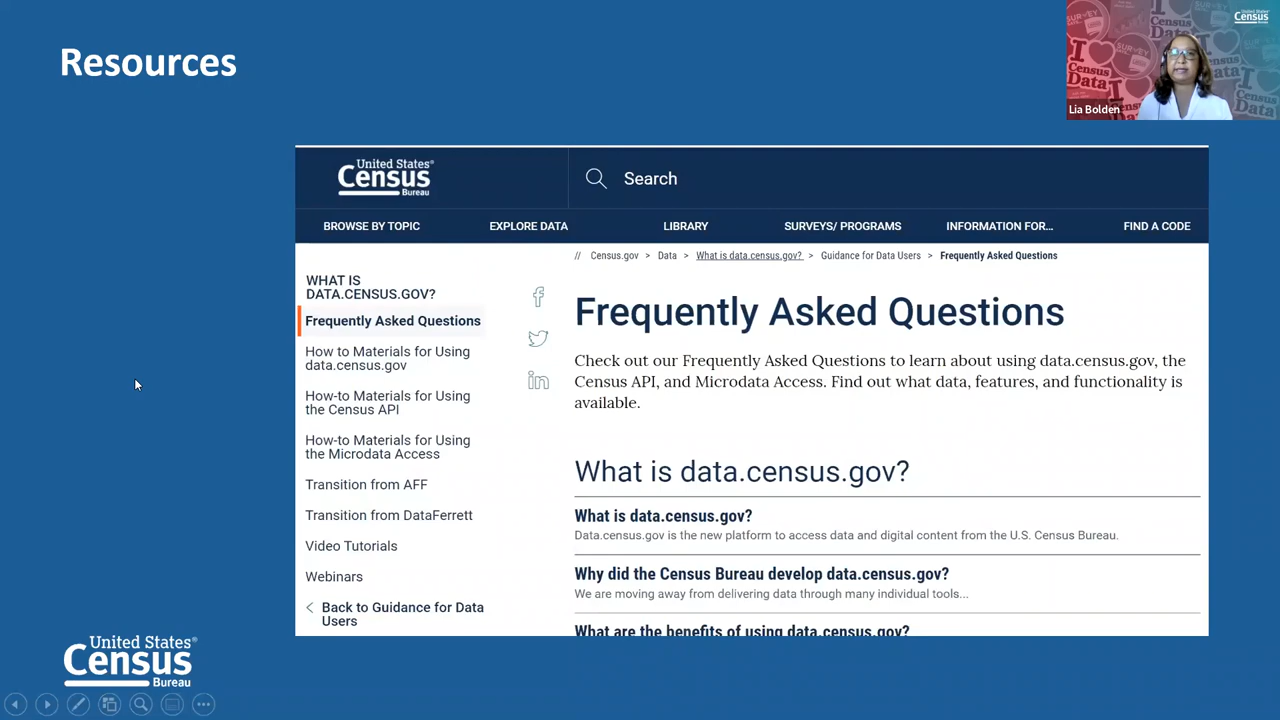 Resources
United States
Census
Bureau
SURVEY
I
Census
Data
Census
Data
Lia Bolden
United States
Census
Bureau
Search
BROWSE BY TOPIC
EXPLORE DATA
LIBRARY
SURVEYS/ PROGRAMS
INFORMATION FOR...
FIND A CODE
// Census.gov > Data > What is data.census.gov? > Guidance for Data Users > Frequently Asked Questions
WHAT IS
DATA.CENSUS.GOV?
Frequently Asked Questions
How to Materials for Using
data.census.gov
How-to Materials for Using
the Census API
How-to Materials for Using
the Microdata Access
Transition from AFF
Transition from DataFerrett
Video Tutorials
Webinars
Back to Guidance for Data
Users
Frequently Asked Questions
Check out our Frequently Asked Questions to learn about using data.census.gov, the
Census API, and Microdata Access. Find out what data, features, and functionality is
available.
What is data.census.gov?
What is data.census.gov?
Data.census.gov is the new platform to access data and digital content from the U.S. Census Bureau.
Why did the Census Bureau develop data.census.gov?
We are moving away from delivering data through many individual tools...
What are the benefits of using data.census.gov?
United States
Census
Bureau